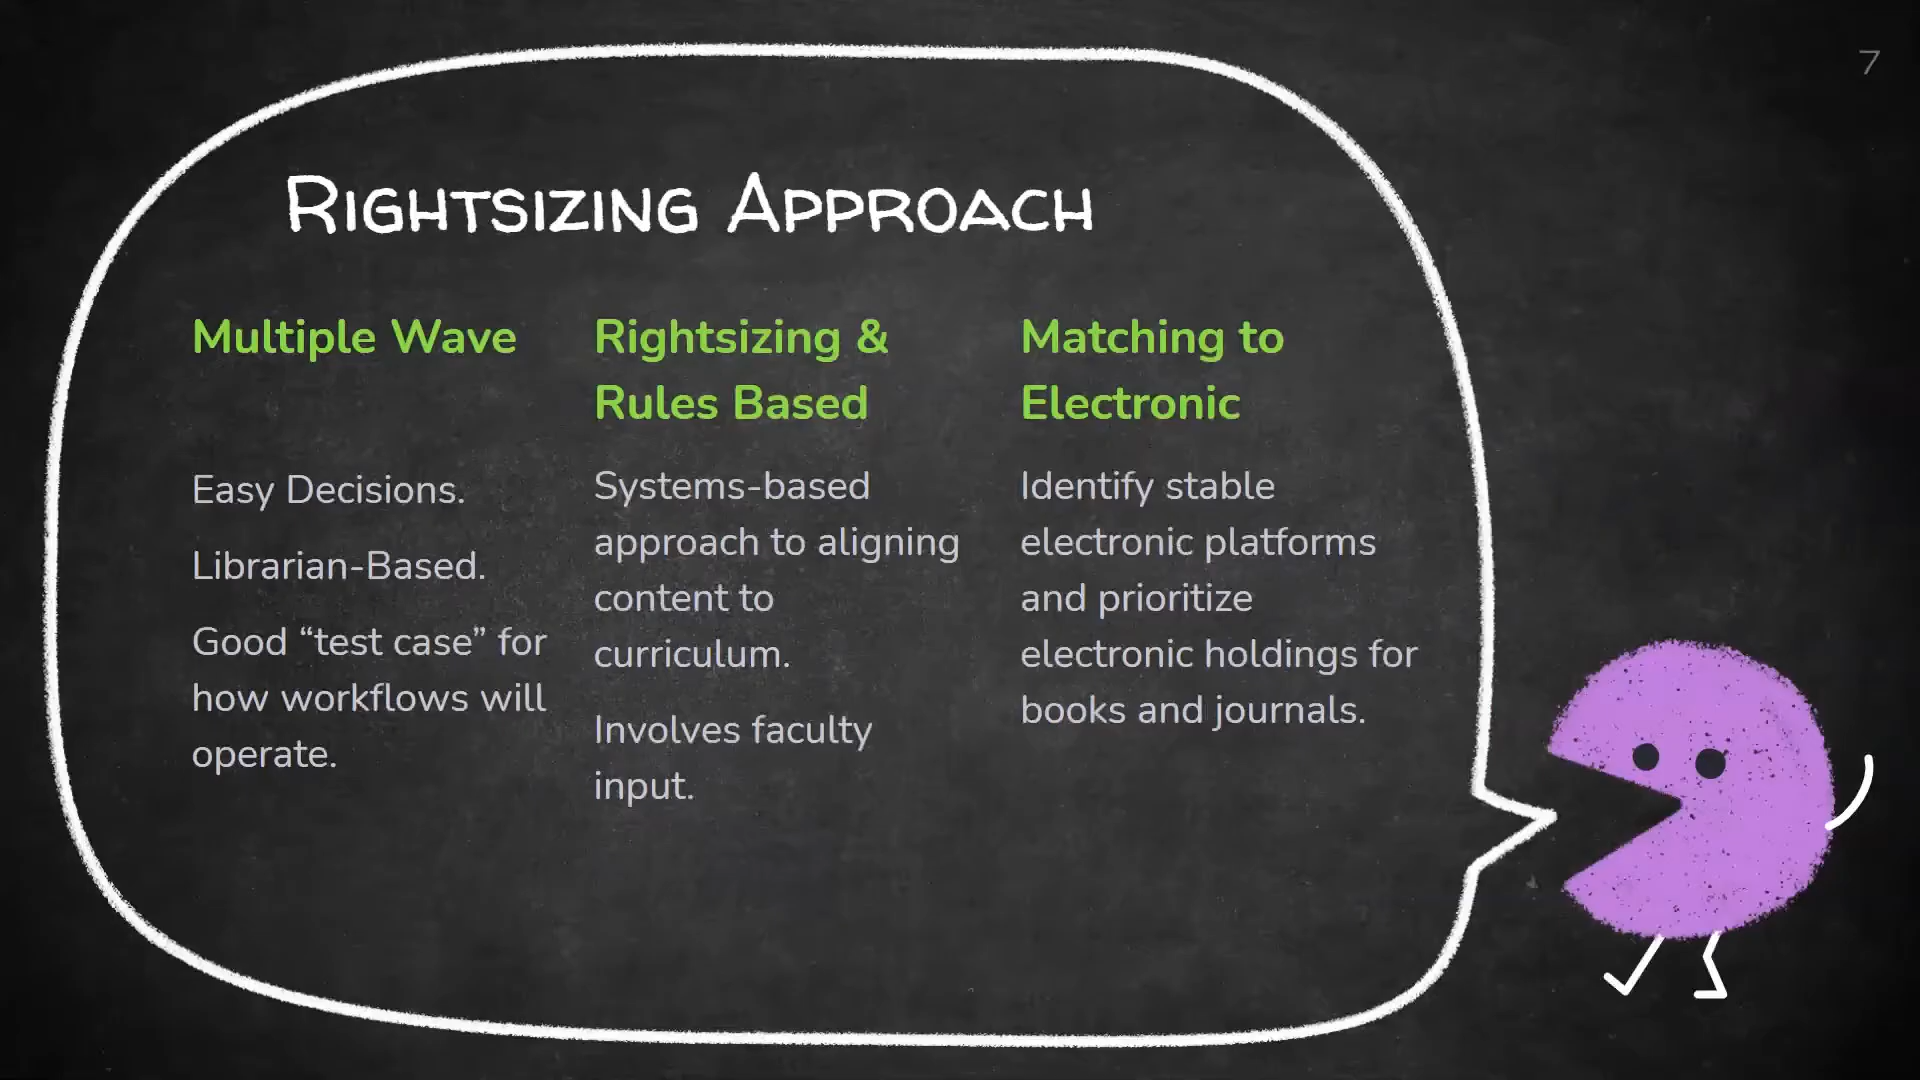 7
Rightsizing Approach
Multiple Wave
Easy Decisions.
Librarian-Based.
Good “test case” for
how workflows will
operate.
Rightsizing &
Rules Based
Systems-based
approach to aligning
content to
curriculum.
Involves faculty
input.
Matching to
Electronic
Identify stable
electronic platforms
and prioritize
electronic holdings for
books and journals.